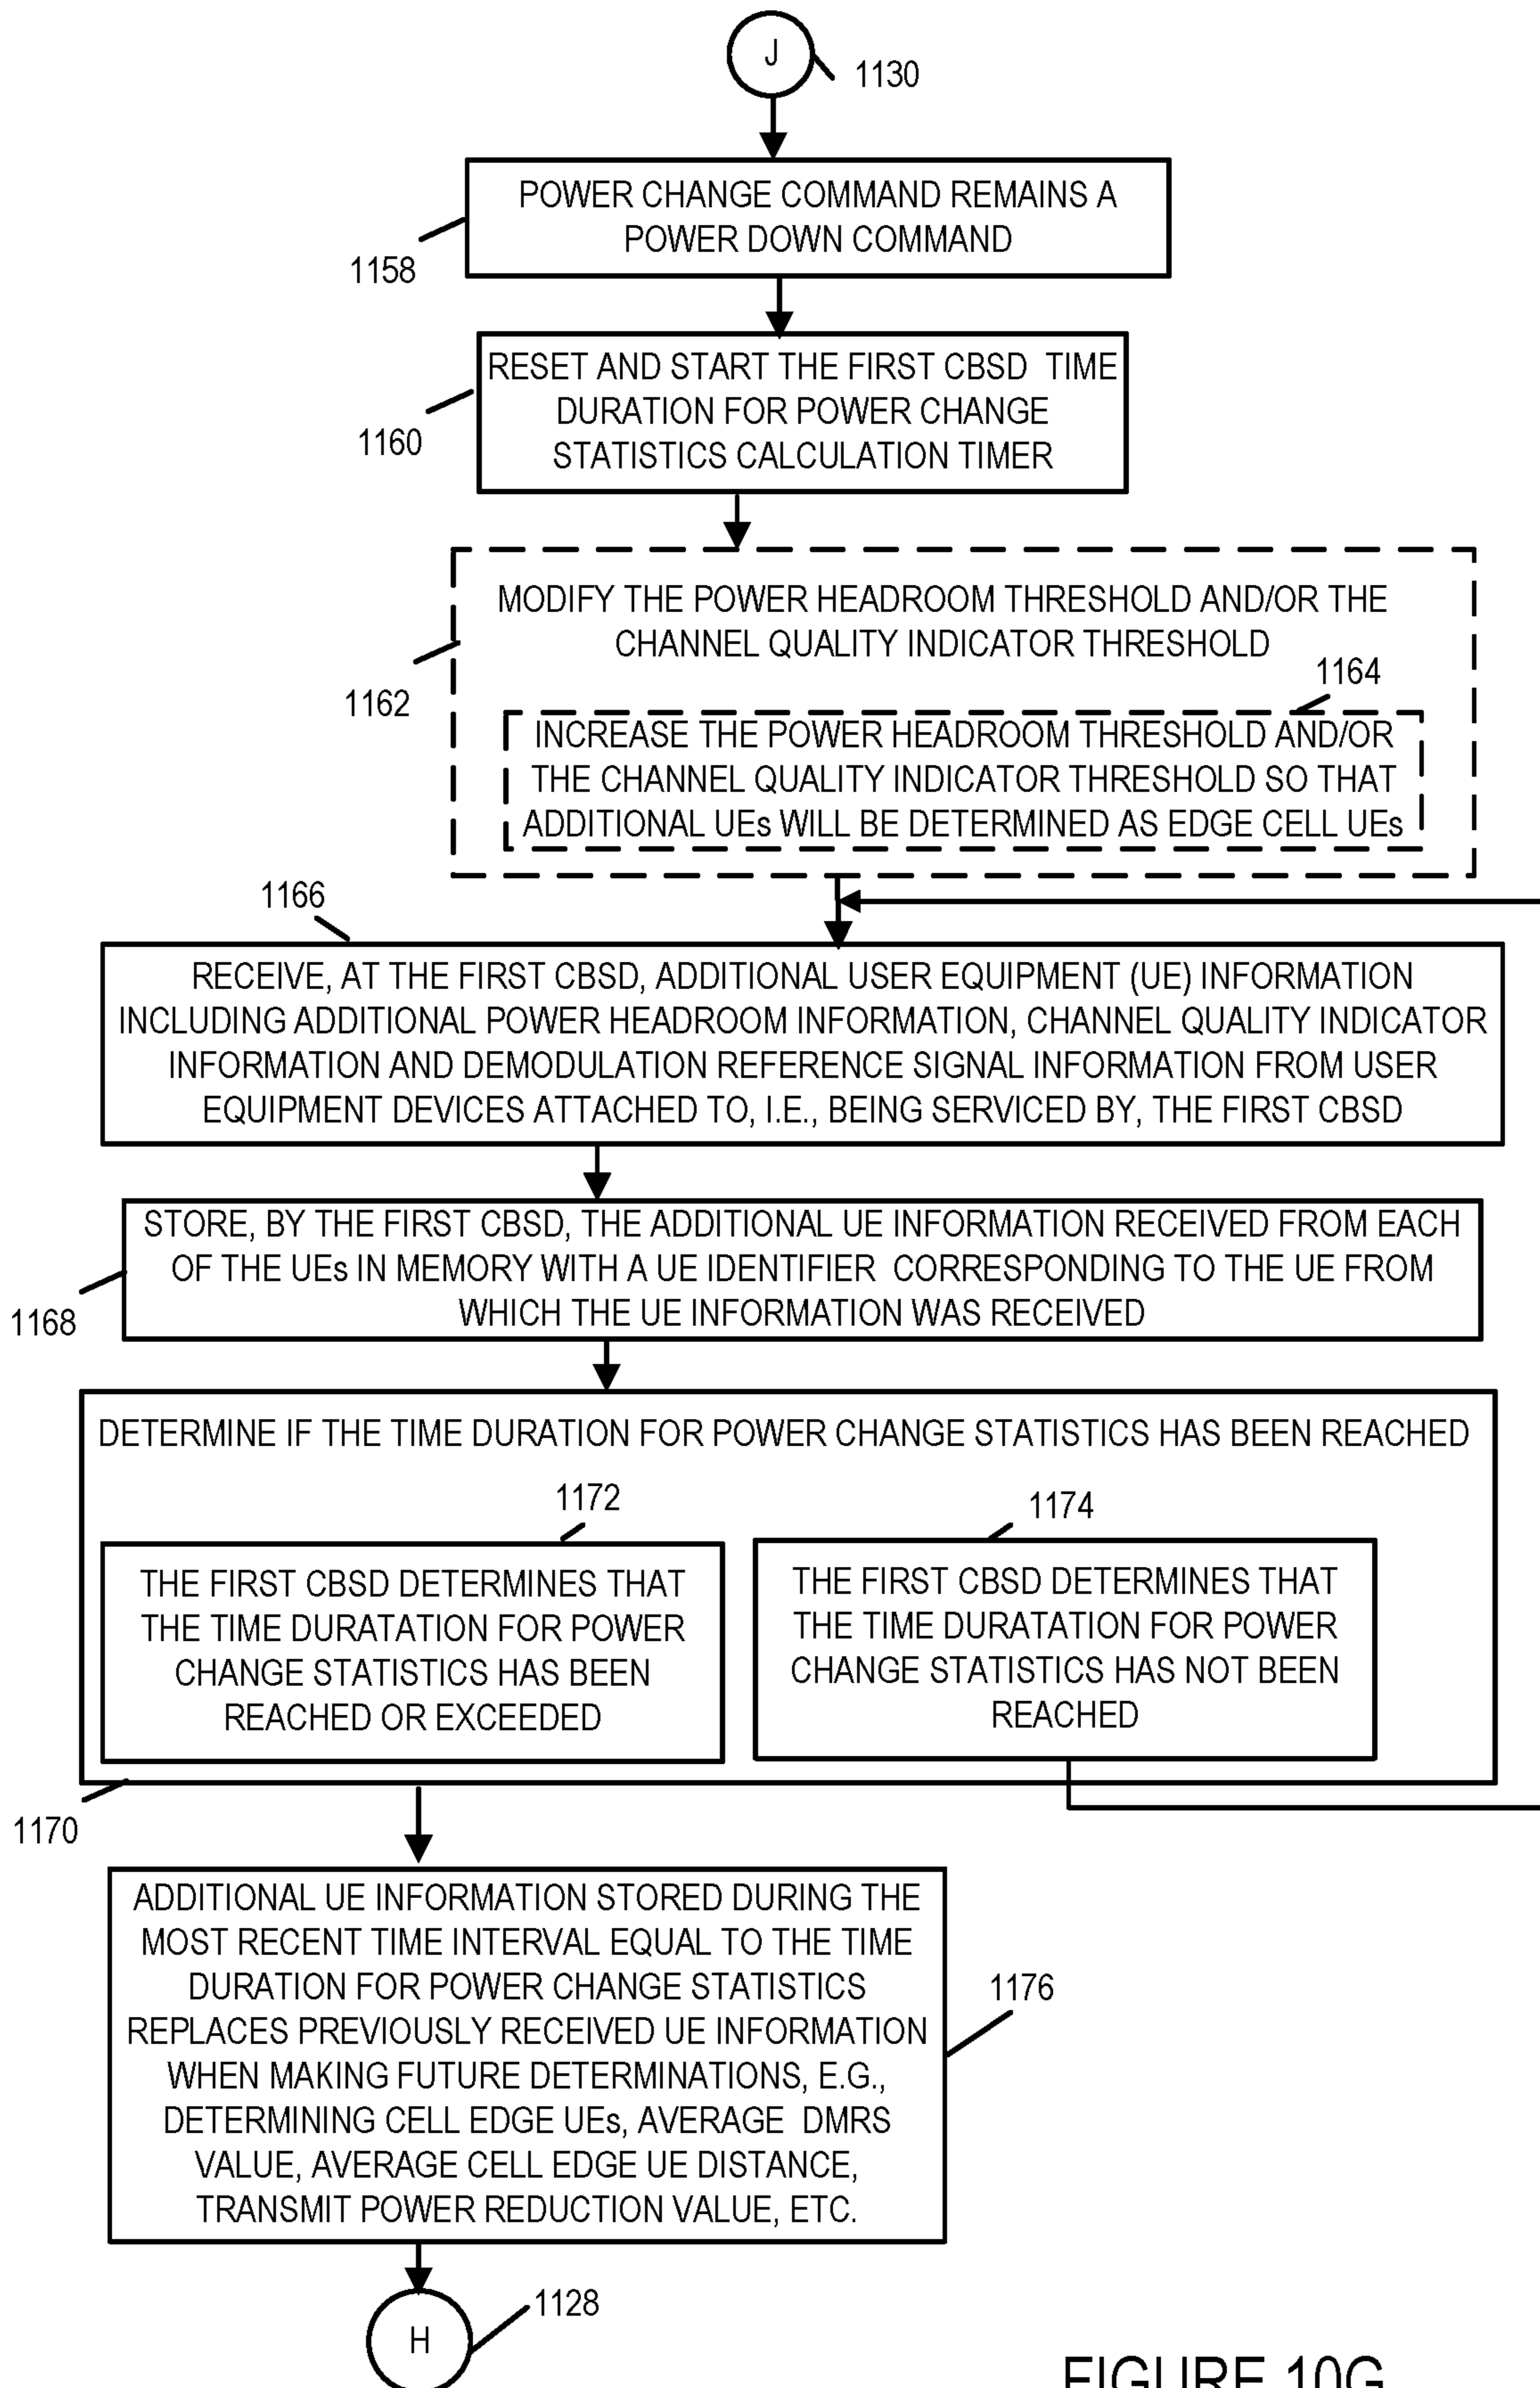 J
1130
POWER CHANGE COMMAND REMAINS A
POWER DOWN COMMAND
1158
RESET AND START THE FIRST CBSD TIME
DURATION FOR POWER CHANGE
STATISTICS CALCULATION TIMER
1160
MODIFY THE POWER HEADROOM THRESHOLD AND/OR THE
CHANNEL QUALITY INDICATOR THRESHOLD
1162
1164
INCREASE THE POWER HEADROOM THRESHOLD AND/OR
THE CHANNEL QUALITY INDICATOR THRESHOLD SO THAT
ADDITIONAL UEs WILL BE DETERMINED AS EDGE CELL UEs
1166
RECEIVE, AT THE FIRST CBSD, ADDITIONAL USER EQUIPMENT (UE) INFORMATION
INCLUDING ADDITIONAL POWER HEADROOM INFORMATION, CHANNEL QUALITY INDICATOR
INFORMATION AND DEMODULATION REFERENCE SIGNAL INFORMATION FROM USER
EQUIPMENT DEVICES ATTACHED TO, I.E., BEING SERVICED BY, THE FIRST CBSD
STORE, BY THE FIRST CBSD, THE ADDITIONAL UE INFORMATION RECEIVED FROM EACH
OF THE UEs IN MEMORY WITH A UE IDENTIFIER CORRESPONDING TO THE UE FROM
WHICH THE UE INFORMATION WAS RECEIVED
1168
DETERMINE IF THE TIME DURATION FOR POWER CHANGE STATISTICS HAS BEEN REACHED
1172
THE FIRST CBSD DETERMINES THAT
THE TIME DURATATION FOR POWER
CHANGE STATISTICS HAS BEEN
REACHED OR EXCEEDED
1174
THE FIRST CBSD DETERMINES THAT
THE TIME DURATATION FOR POWER
CHANGE STATISTICS HAS NOT BEEN
REACHED
1170
ADDITIONAL UE INFORMATION STORED DURING THE
MOST RECENT TIME INTERVAL EQUAL TO THE TIME
DURATION FOR POWER CHANGE STATISTICS
REPLACES PREVIOUSLY RECEIVED UE INFORMATION
WHEN MAKING FUTURE DETERMINATIONS, E.G.,
DETERMINING CELL EDGE UEs, AVERAGE DMRS
VALUE, AVERAGE CELL EDGE UE DISTANCE,
TRANSMIT POWER REDUCTION VALUE, ETC.
1176
H
1128
FIGURE 10G